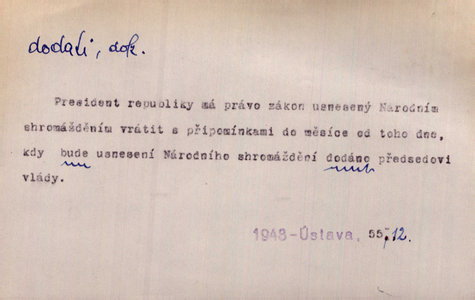 dodati, dok.
President republiky má právo zákon usnesený Národním
shromážděním vrátit s připomínkami do měsíce od toho dne,
kdy bude usnesení Národního shromáždění dodáno předsedovi
vlády.
1948-Ústava, 55,12.